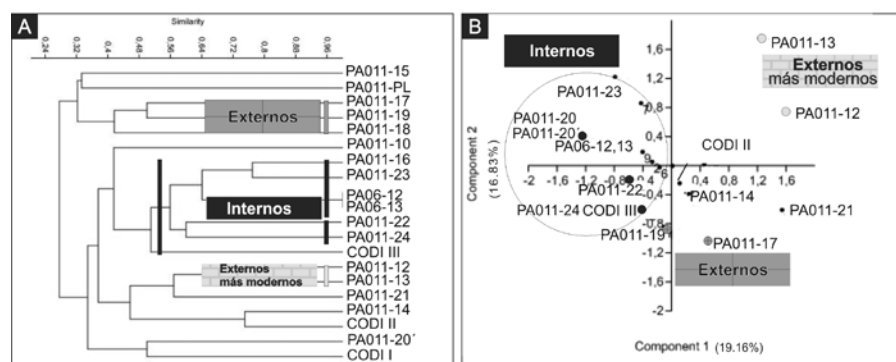 A
Similarity
0,24 0,32 0,4 0,48 0,56 0,64 0,72 0,8 0,88 0,96
PA011-15
PA011-PL
PA011-17
PA011-19
PA011-18
Externos
PA011-10
PA011-16
PA011-23
PA06-12
PA06-13
Internos
PA011-22
PA011-24
CODI III
PA011-12
PA011-13
Externos
más modernos
PA011-21
PA011-14
CODI II
PA011-20´
CODI I
B
Internos
1,6
PA011-13
Externos
más modernos
1,2
PA011-23
0,8
PA011-12
PA011-20
PA011-20´
0,4
PA06-12,13
CODI II
Component 2
(16.83%)
-2 -1,6 -1,2 -0,8
0,4 0,8 1,2 1,6
PA011-22
PA011-14
PA011-24 CODI III
PA011-21
PA011-19
PA011-17
-1,2
Externos
-1,6
-2
Component 1 (19.16%)